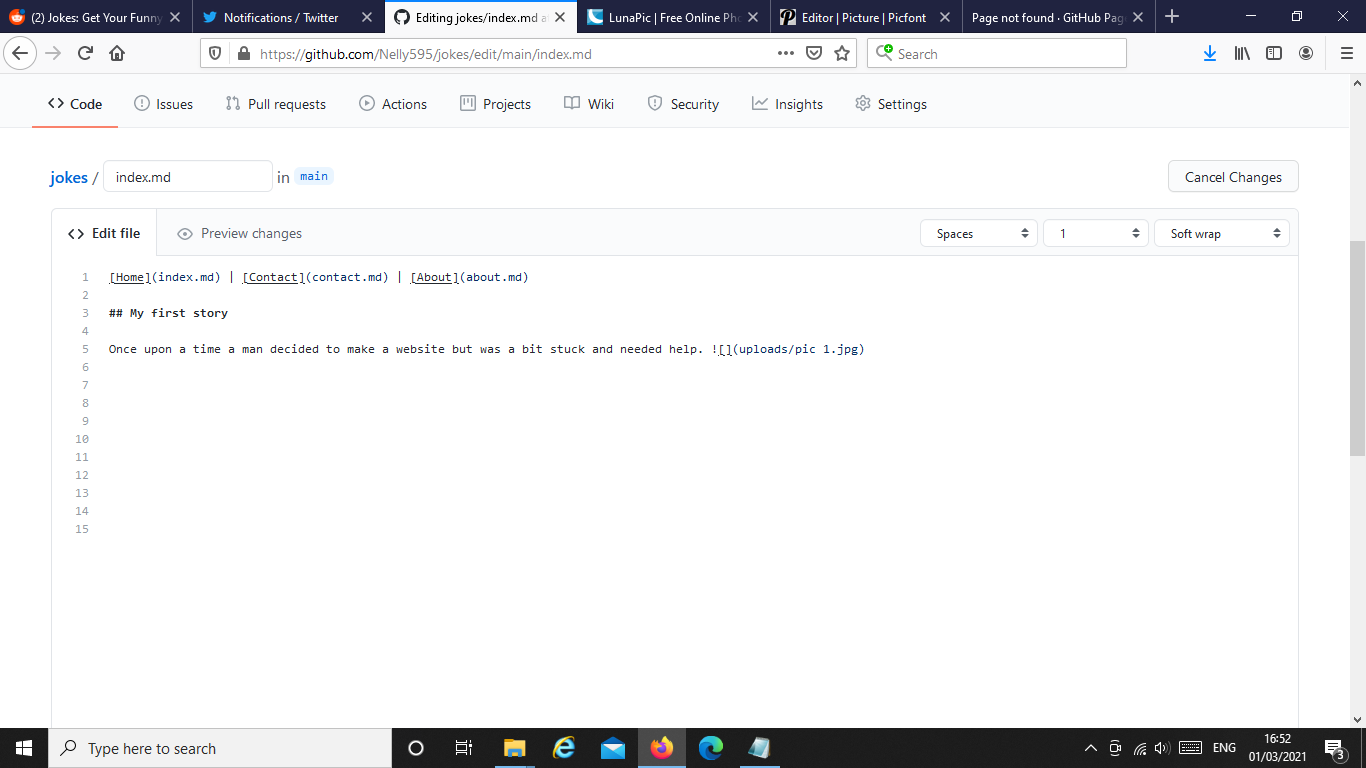 (2) Jokes: Get Your Funny
Notifications / Twitter
Editing jokes/index.md a
LunaPic | Free Online Pho
Editor | Picture | Picfont
Page not found · GitHub Pag
https://github.com/Nelly595/jokes/edit/main/index.md
Search
Code
Issues
Pull requests
Actions
Projects
Wiki
Security
Insights
Settings
jokes / index.md in main
Cancel Changes
Edit file
Preview changes
Spaces
1
Soft wrap
1 [Home](index.md) | [Contact](contact.md) | [About](about.md)
2
3 ## My first story
4
5 Once upon a time a man decided to make a website but was a bit stuck and needed help. ![](uploads/pic 1.jpg)
6
7
8
9
10
11
12
13
14
15
Type here to search
ENG
16:52
01/03/2021
3